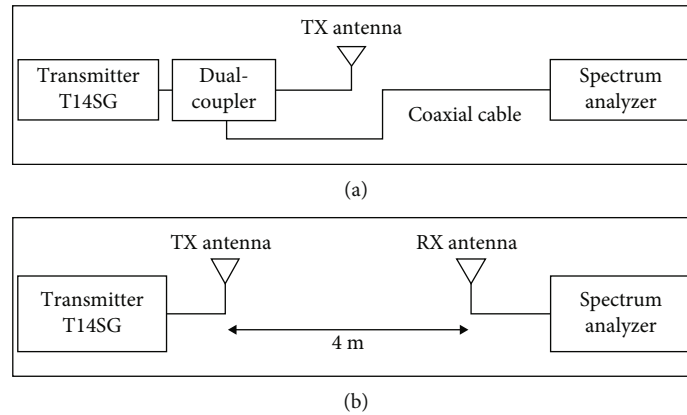 TX antenna
Transmitter
T14SG
Dual-
coupler
Coaxial cable
Spectrum
analyzer
(a)
TX antenna
RX antenna
Transmitter
T14SG
4 m
Spectrum
analyzer
(b)